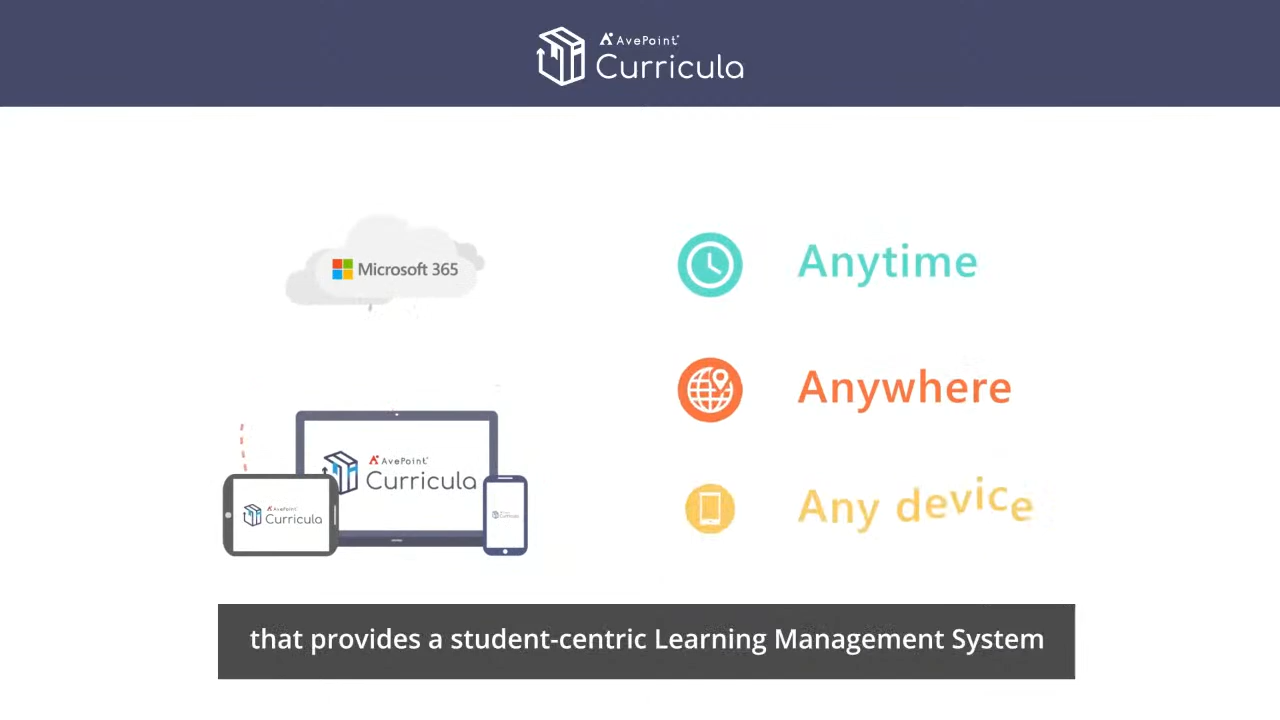 AvePoint
Curricula
Microsoft 365
Anytime
Anywhere
AvePoint
Curricula
AvePoint
Curricula
Any device
that provides a student-centric Learning Management System